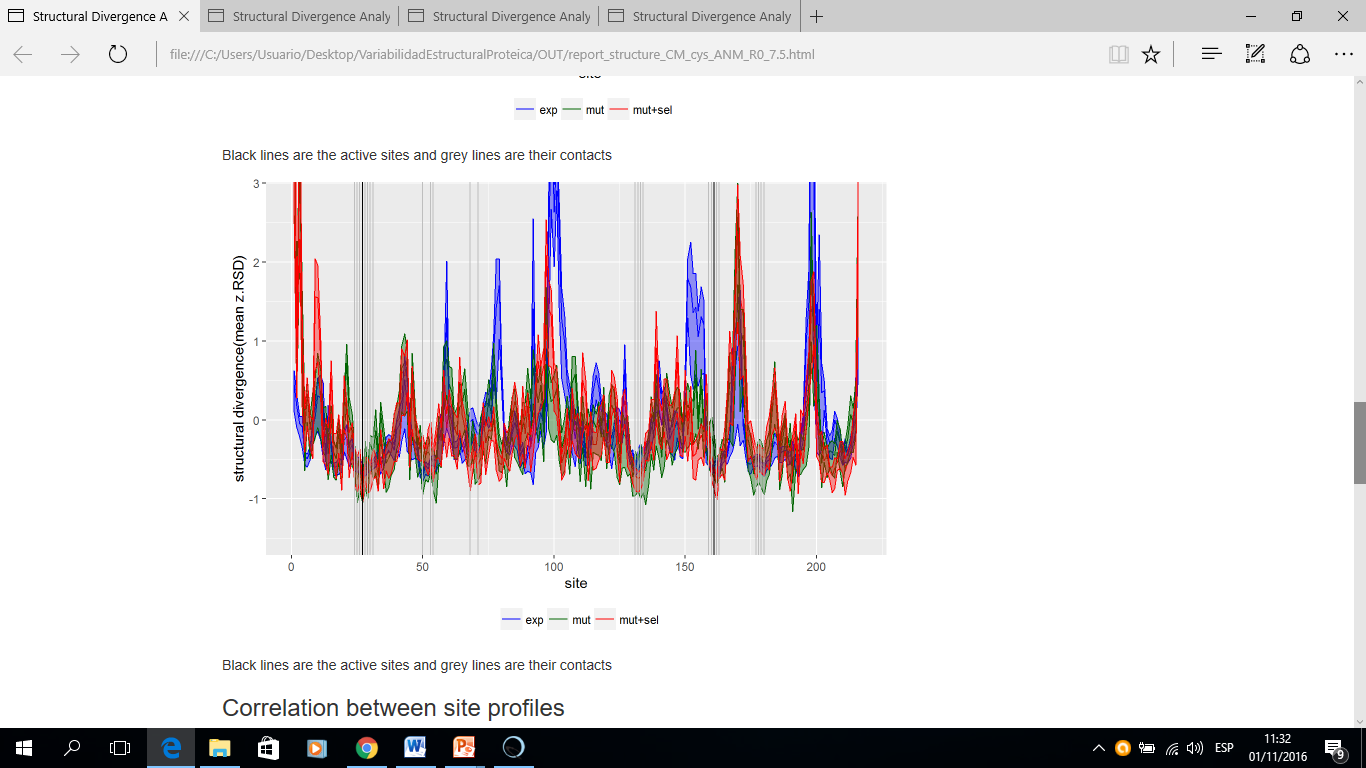 Structural Divergence A
Structural Divergence Analy
Structural Divergence Analy
Structural Divergence Analy
file:///C:/Users/Usuario/Desktop/VariabilidadEstructuralProteica/OUT/report_structure_CM_cys_ANM_R0_7.5.html
site
exp mut mut+sel
Black lines are the active sites and grey lines are their contacts
structural divergence(mean z.RSD)
3
2
1
0
-1
0 50 100 150 200
site
exp mut mut+sel
Black lines are the active sites and grey lines are their contacts
Correlation between site profiles
ESP
11:32
01/11/2016
9